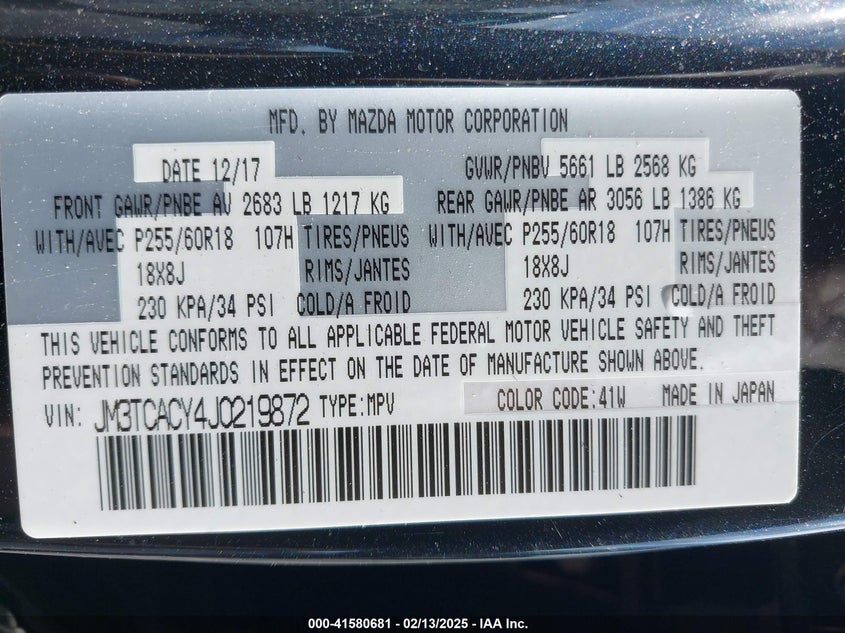 MFD. BY MAZDA MOTOR CORPORATION
DATE 12/17 GVWR/PNBV 5661 LB 2568 KG
FRONT GAWR/PNBE AV 2683 LB 1217 KG REAR GAWR/PNBE AR 3056 LB 1386 KG
WITH/AVEC P255/60R18 107H TIRES/PNEUS WITH/AVEC P255/60R18 107H TIRES/PNEUS
18X8J RIMS/JANTES 18X8J RIMS/JANTES
230 KPA/34 PSI COLD/A FROID 230 KPA/34 PSI COLD/A FROID
THIS VEHICLE CONFORMS TO ALL APPLICABLE FEDERAL MOTOR VEHICLE SAFETY AND THEFT
PREVENTION STANDARDS IN EFFECT ON THE DATE OF MANUFACTURE SHOWN ABOVE.
VIN: JM3TCACY4J0219872 TYPE:MPV COLOR CODE:41W MADE IN JAPAN
000-41580681 - 02/13/2025 - IAA Inc.